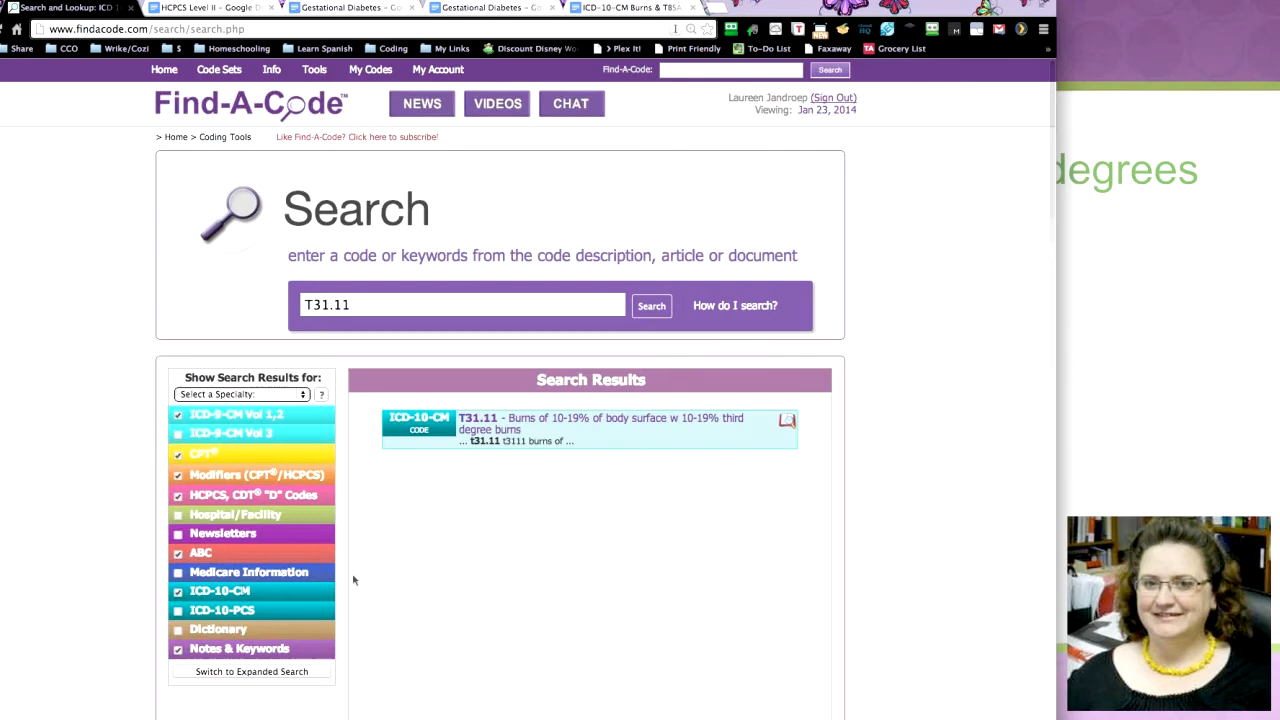 Search and Lookup: ICD 1
HCPCS Level II - Google D
Gestational Diabetes - Go
Gestational Diabetes - Go
ICD-10-CM Burns & TBSA
www.findacode.com/search/search.php
Share
CCO
Wrike/Cozi
Homeschooling
Learn Spanish
Coding
My Links
Discount Disney Wo
> Plex It!
Print Friendly
To-Do List
Faxaway
Grocery List
»
Home Code Sets Info Tools My Codes My Account Find-A-Code: Search
Find-A-Code™ NEWS VIDEOS CHAT
Laureen Jandroep (Sign Out)
Viewing: Jan 23, 2014
> Home > Coding Tools Like Find-A-Code? Click here to subscribe!
degrees
Search
enter a code or keywords from the code description, article or document
T31.11 Search How do I search?
Show Search Results for:
Select a Specialty: ?
ICD-9-CM Vol 1,2
ICD-9-CM Vol 3
CPT®
Modifiers (CPT®/HCPCS)
HCPCS, CDT® "D" Codes
Hospital/Facility
Newsletters
ABC
Medicare Information
ICD-10-CM
ICD-10-PCS
Dictionary
Notes & Keywords
Switch to Expanded Search
Search Results
ICD-10-CM
CODE
T31.11 - Burns of 10-19% of body surface w 10-19% third
degree burns
... t31.11 t3111 burns of ...